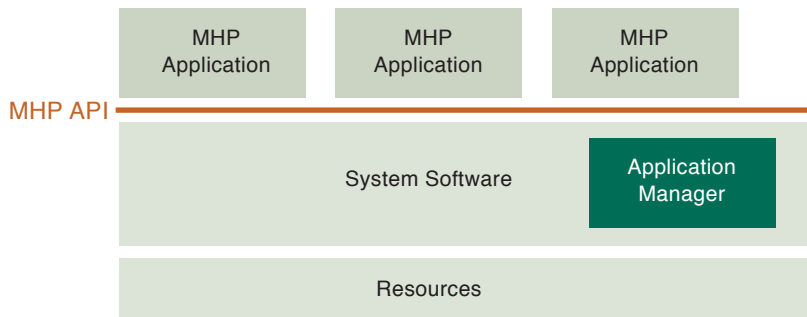 MHP
Application
MHP
Application
MHP
Application
MHP API
System Software
Application
Manager
Resources